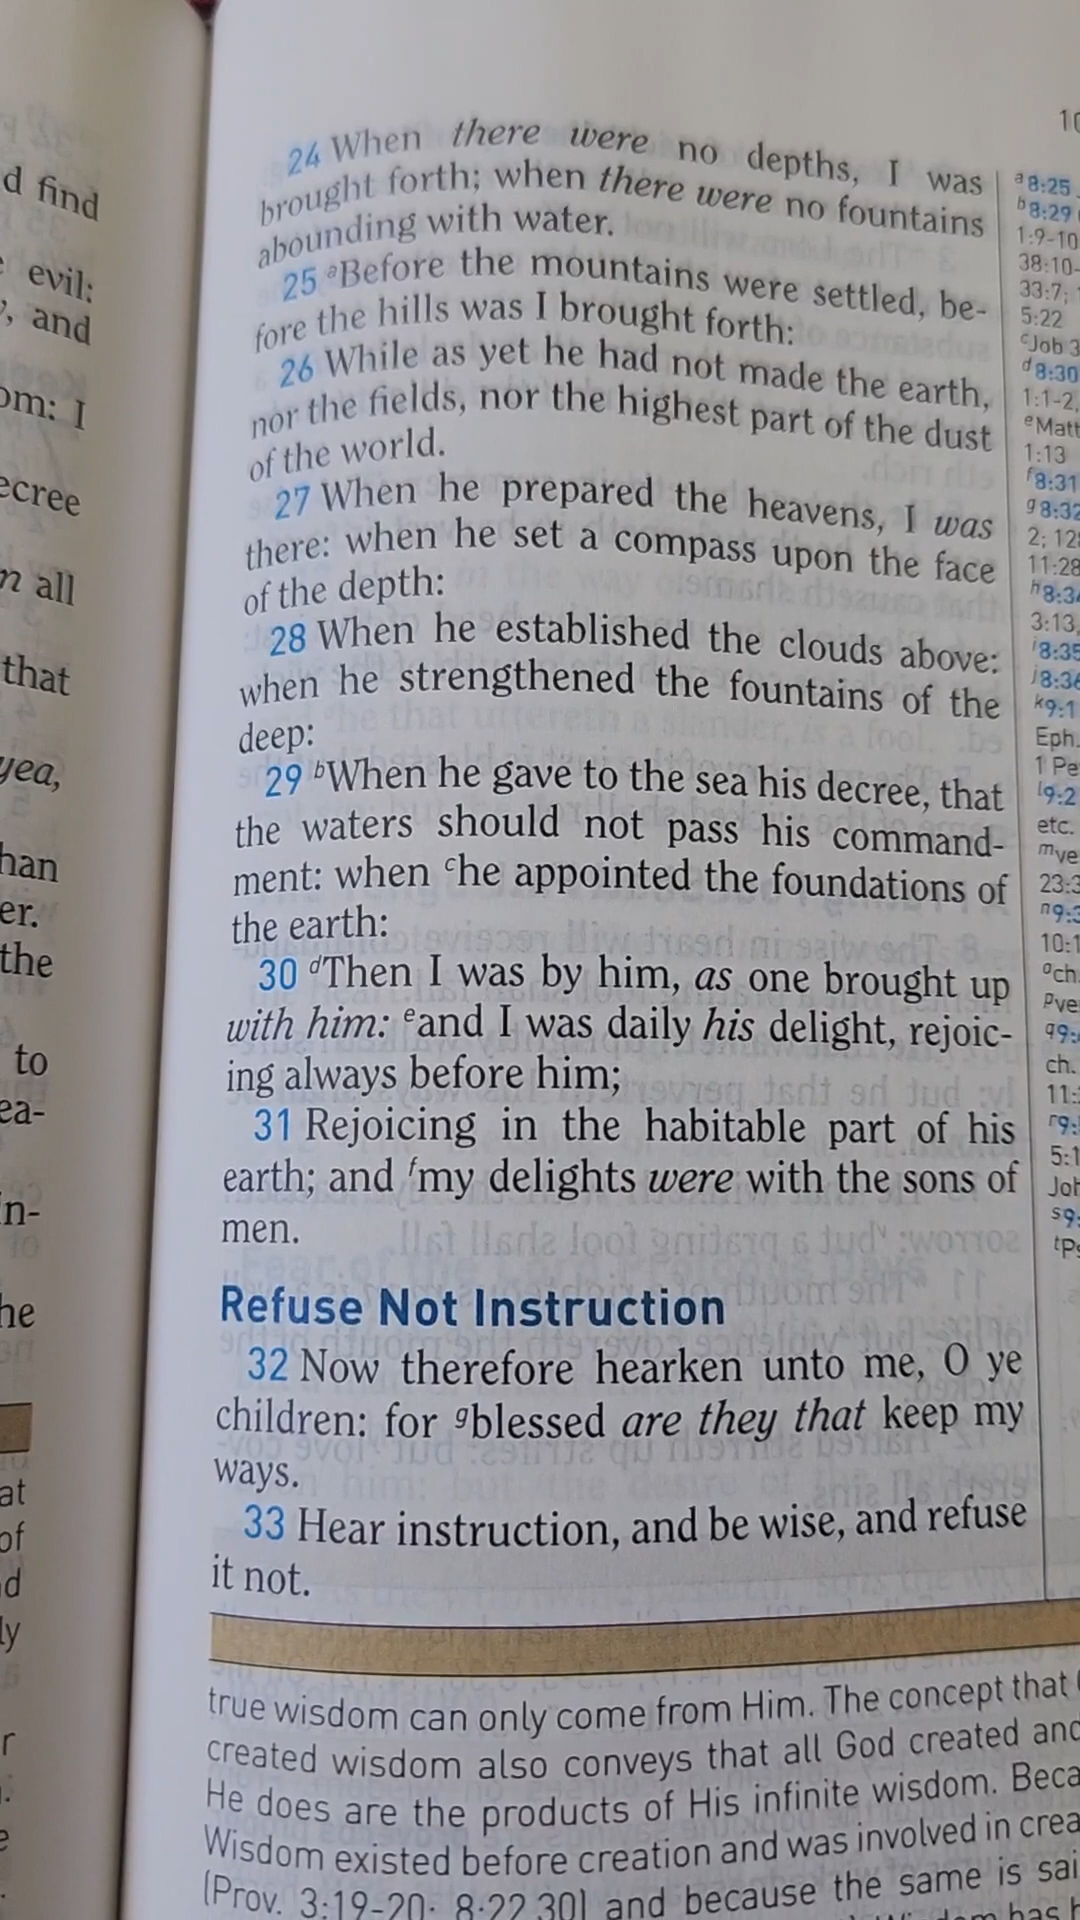 d find
evil:
, and
om: I
ecree
n all
that
yea,
han
er.
the
to
ea-
n-
he
at
of
d
ly
r
24 When there were no depths, I was
brought forth; when there were no fountains
abounding with water.
25 ᵃBefore the mountains were settled, be-
fore the hills was I brought forth:
26 While as yet he had not made the earth,
nor the fields, nor the highest part of the dust
of the world.
27 When he prepared the heavens, I was
there: when he set a compass upon the face
of the depth:
28 When he established the clouds above:
when he strengthened the fountains of the
deep:
29 ᵇWhen he gave to the sea his decree, that
the waters should not pass his command-
ment: when ᶜhe appointed the foundations of
the earth:
30 ᵈThen I was by him, as one brought up
with him: ᵉand I was daily his delight, rejoic-
ing always before him;
31 Rejoicing in the habitable part of his
earth; and ᶠmy delights were with the sons of
men.
Refuse Not Instruction
32 Now therefore hearken unto me, O ye
children: for ᵍblessed are they that keep my
ways.
33 Hear instruction, and be wise, and refuse
it not.
true wisdom can only come from Him. The concept that
created wisdom also conveys that all God created and
He does are the products of His infinite wisdom. Beca
Wisdom existed before creation and was involved in crea
(Prov. 3:19-20; 8:22,30) and because the same is sai
10
ᵃ8:25
ᵇ8:29
1:9-10
38:10-
33:7;
5:22
ᶜJob 3
ᵈ8:30
1:1-2,
ᵉMatt
1:13
ᶠ8:31
ᵍ8:32
2; 12:
11:28
ʰ8:34
3:13,
ⁱ8:35
ʲ8:36
ᵏ9:1
Eph.
1 Pe
ˡ9:2
etc.
ᵐve
23:3
ⁿ9:3
10:1
ᵒch.
ᵖve
9:
ch.
11:
ʳ9:
5:1
Joh
ˢ9:
ᵗPs